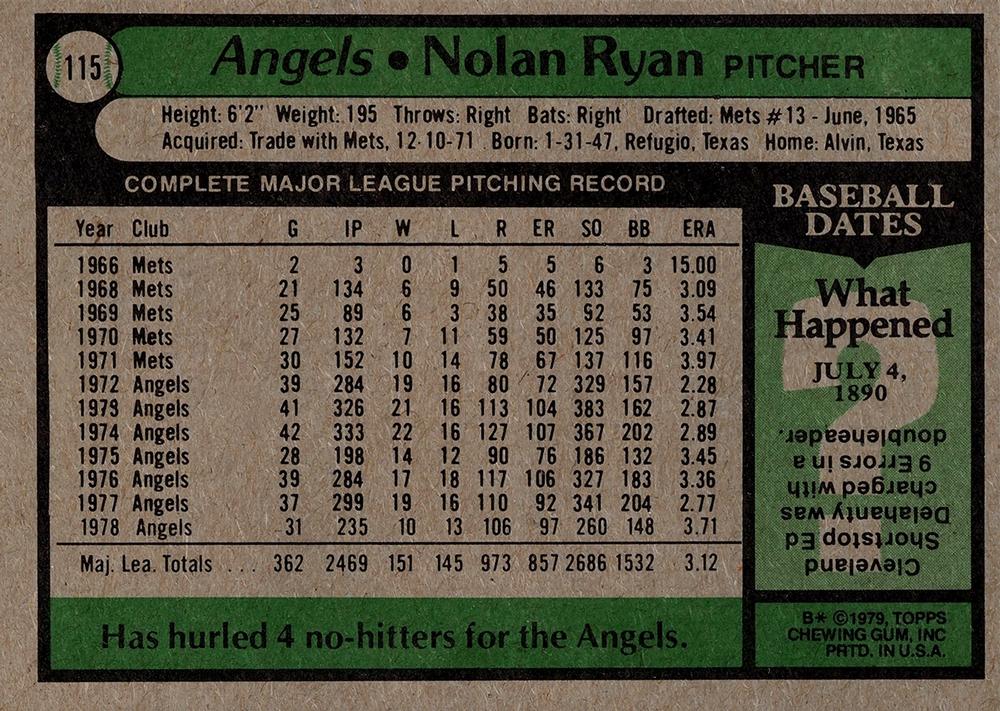 115
Angels • Nolan Ryan PITCHER
Height: 6'2" Weight: 195 Throws: Right Bats: Right Drafted: Mets #13 - June, 1965
Acquired: Trade with Mets, 12-10-71 Born: 1-31-47, Refugio, Texas Home: Alvin, Texas
COMPLETE MAJOR LEAGUE PITCHING RECORD
Year Club G IP W L R ER SO BB ERA
1966 Mets 2 3 0 1 5 5 6 3 15.00
1968 Mets 21 134 6 9 50 46 133 75 3.09
1969 Mets 25 89 6 3 38 35 92 53 3.54
1970 Mets 27 132 7 11 59 50 125 97 3.41
1971 Mets 30 152 10 14 78 67 137 116 3.97
1972 Angels 39 284 19 16 80 72 329 157 2.28
1973 Angels 41 326 21 16 113 104 383 162 2.87
1974 Angels 42 333 22 16 127 107 367 202 2.89
1975 Angels 28 198 14 12 90 76 186 132 3.45
1976 Angels 39 284 17 18 117 106 327 183 3.36
1977 Angels 37 299 19 16 110 92 341 204 2.77
1978 Angels 31 235 10 13 106 97 260 148 3.71
Maj. Lea. Totals ... 362 2469 151 145 973 857 2686 1532 3.12
Has hurled 4 no-hitters for the Angels.
BASEBALL
DATES
What
Happened
JULY 4,
1890
Cleveland
Shortstop Ed
Delahanty was
charged with
9 Errors in a
doubleheader.
B* ©1979, TOPPS
CHEWING GUM, INC
PRTD. IN U.S.A.